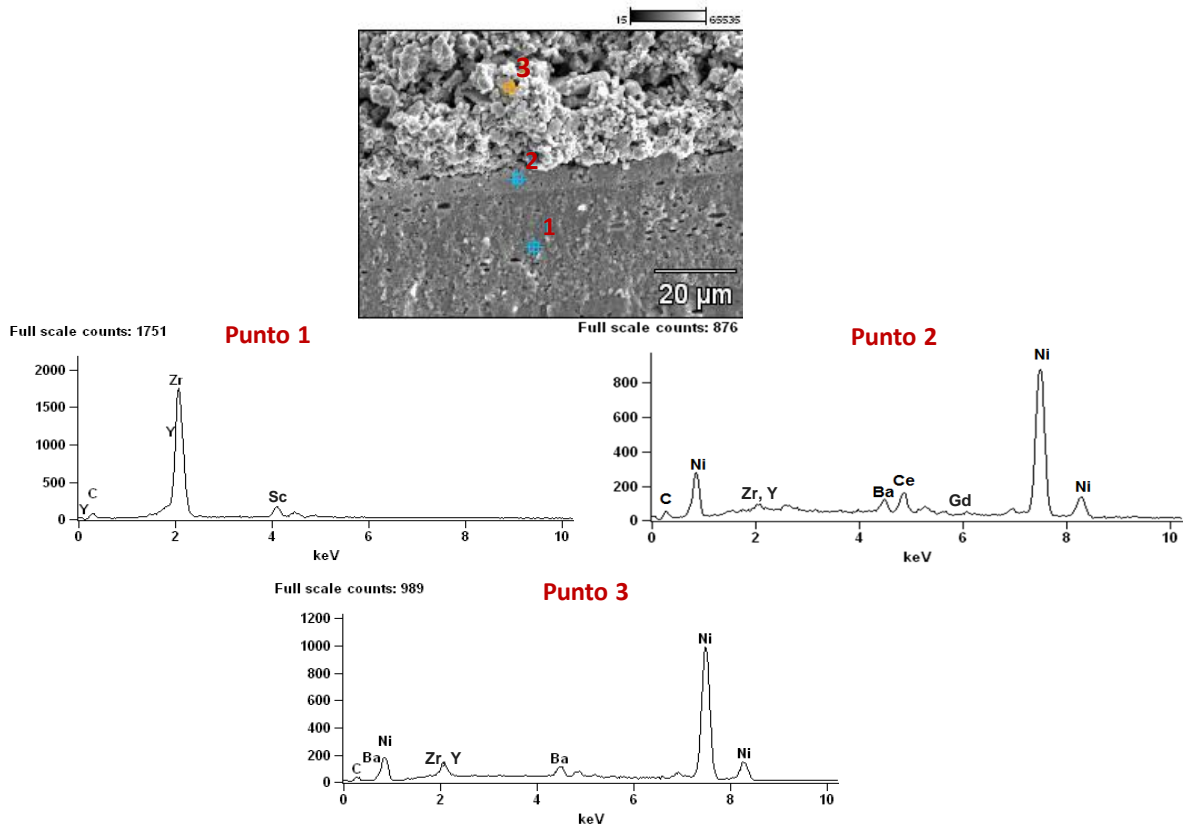 15 65535
3
2
1
20 µm
Full scale counts: 1751
Punto 1
Zr
Y
C
Y
Sc
2000
1500
1000
500
0
0 2 4 6 8 10
keV
Full scale counts: 876
Punto 2
Ni
Ni
C
Zr, Y
Ba
Ce
Gd
Ni
800
600
400
200
0
0 2 4 6 8 10
keV
Full scale counts: 989
Punto 3
Ni
Ni
Ba
C
Zr, Y
Ba
Ni
1200
1000
800
600
400
200
0
0 2 4 6 8 10
keV